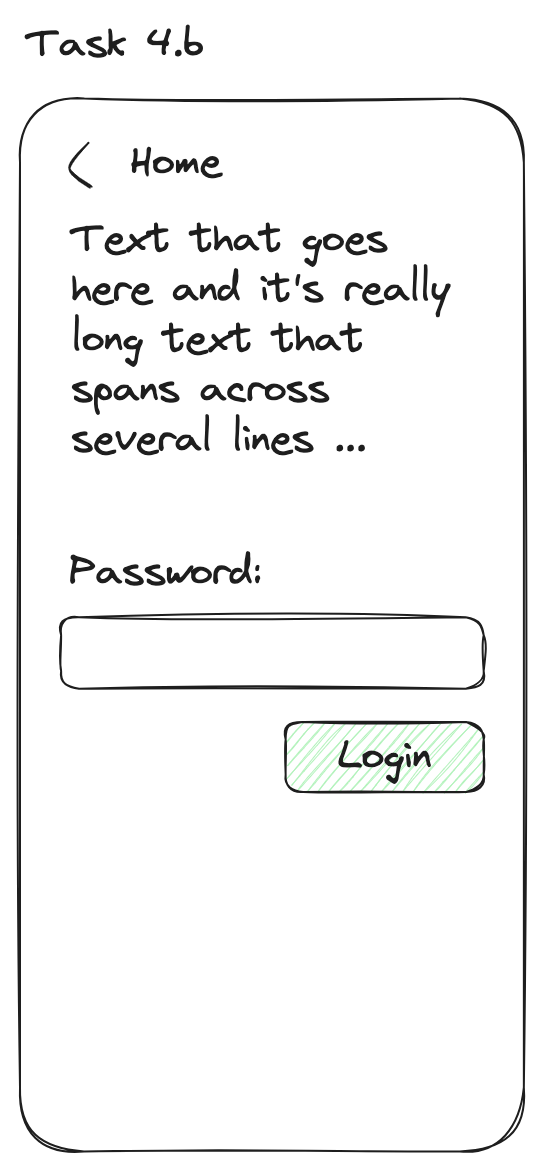 Task 4.b
Home
Text that goes
here and it's really
long text that
spans across
several lines ...
Password:
Login